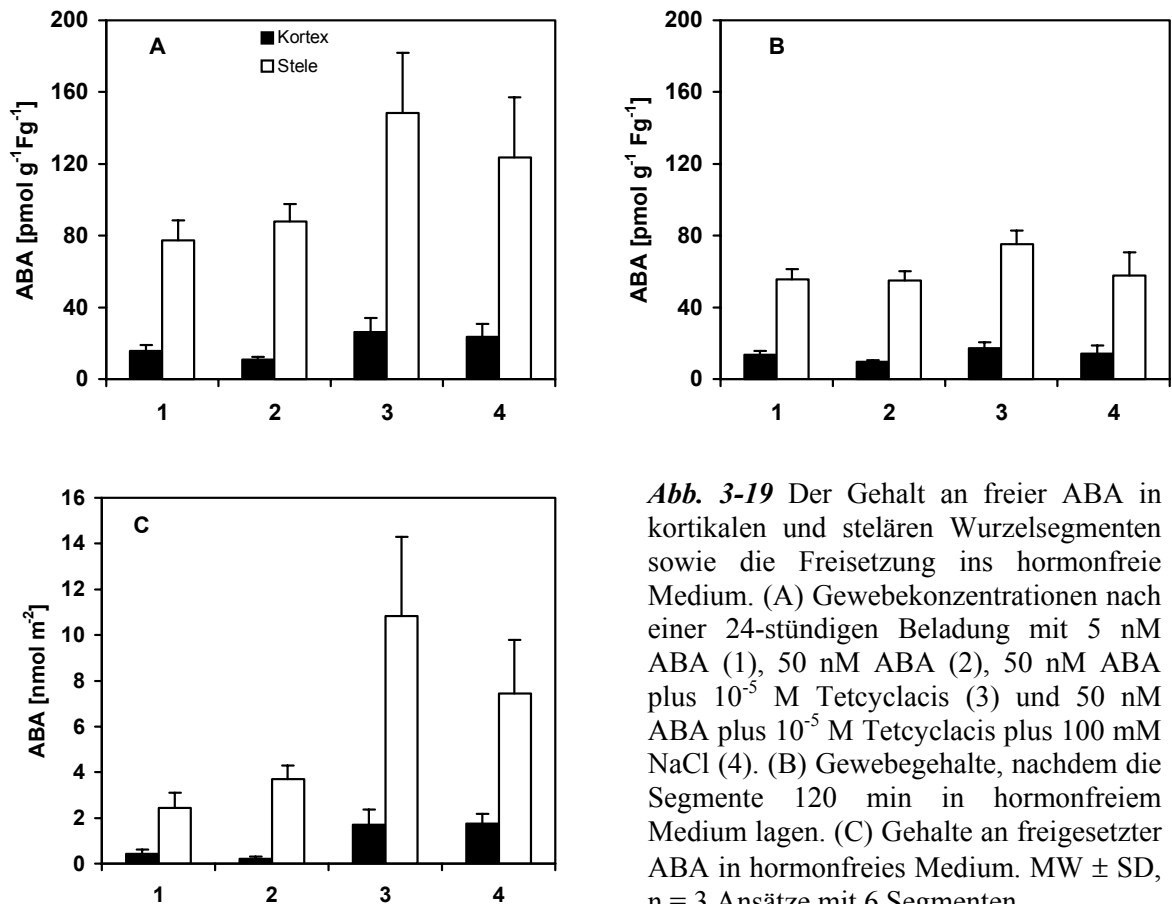 200
160
120
80
40
0
ABA [pmol g⁻¹Fg⁻¹]
A
Kortex
Stele
1 2 3 4
200
160
120
80
40
0
ABA [pmol g⁻¹ Fg⁻¹]
B
1 2 3 4
16
14
12
10
8
6
4
2
0
ABA [nmol m⁻²]
C
1 2 3 4
Abb. 3-19 Der Gehalt an freier ABA in
kortikalen und stelären Wurzelsegmenten
sowie die Freisetzung ins hormonfreie
Medium. (A) Gewebekonzentrationen nach
einer 24-stündigen Beladung mit 5 nM
ABA (1), 50 nM ABA (2), 50 nM ABA
plus 10⁻⁵ M Tetcyclacis (3) und 50 nM
ABA plus 10⁻⁵ M Tetcyclacis plus 100 mM
NaCl (4). (B) Gewebegehalte, nachdem die
Segmente 120 min in hormonfreiem
Medium lagen. (C) Gehalte an freigesetzter
ABA in hormonfreies Medium. MW ± SD,
n = 3 Ansätze mit 6 Segmenten